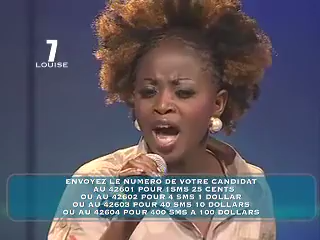 7
LOUISE
ENVOYEZ LE NUMERO DE VOTRE CANDIDAT
AU 42601 POUR 1SMS 25 CENTS
OU AU 42602 POUR 4 SMS 1 DOLLAR
OU AU 42603 POUR 40 SMS 10 DOLLARS
OU AU 42604 POUR 400 SMS A 100 DOLLARS